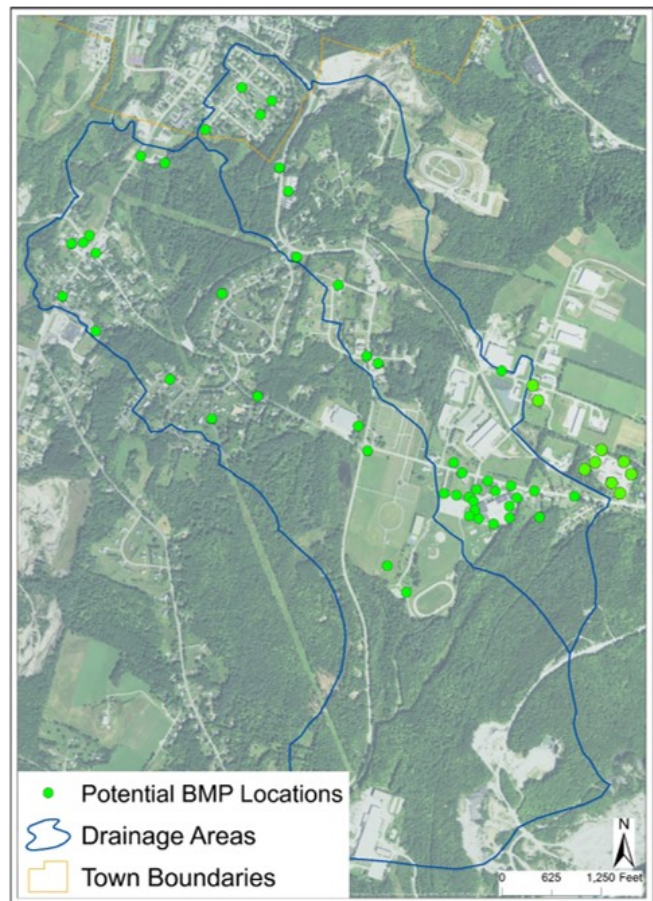 Potential BMP Locations
Drainage Areas
Town Boundaries
N
0 625 1,250 Feet